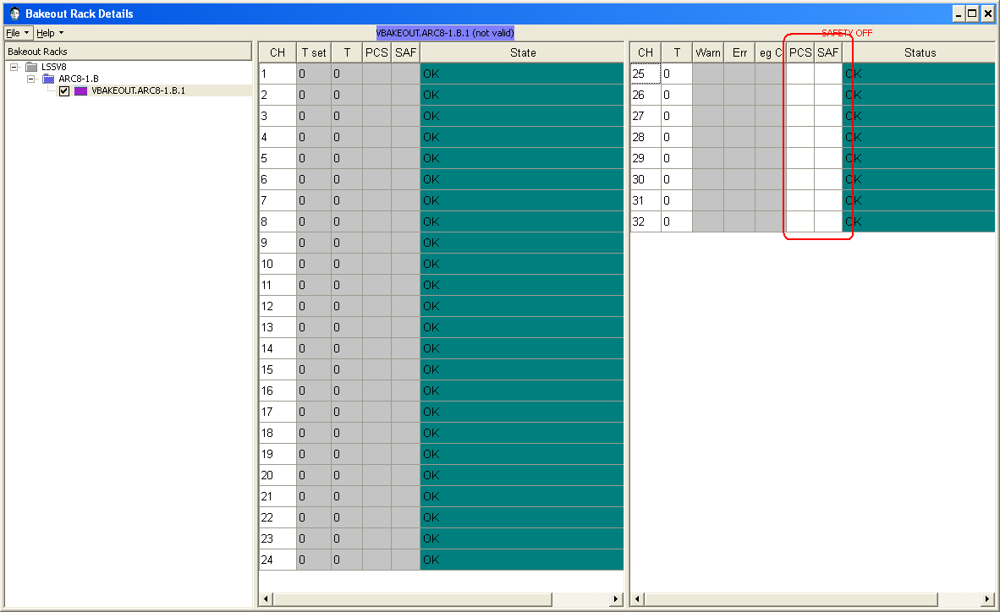 Bakeout Rack Details
File Help
VBAKEOUT.ARC8-1.B.1 (not valid)
SAFETY OFF
Bakeout Racks
LSSV8
ARC8-1.B
VBAKEOUT.ARC8-1.B.1
CH T set T PCS SAF State
1 0 0 OK
2 0 0 OK
3 0 0 OK
4 0 0 OK
5 0 0 OK
6 0 0 OK
7 0 0 OK
8 0 0 OK
9 0 0 OK
10 0 0 OK
11 0 0 OK
12 0 0 OK
13 0 0 OK
14 0 0 OK
15 0 0 OK
16 0 0 OK
17 0 0 OK
18 0 0 OK
19 0 0 OK
20 0 0 OK
21 0 0 OK
22 0 0 OK
23 0 0 OK
24 0 0 OK
CH T Warn Err eg C PCS SAF Status
25 0 OK
26 0 OK
27 0 OK
28 0 OK
29 0 OK
30 0 OK
31 0 OK
32 0 OK